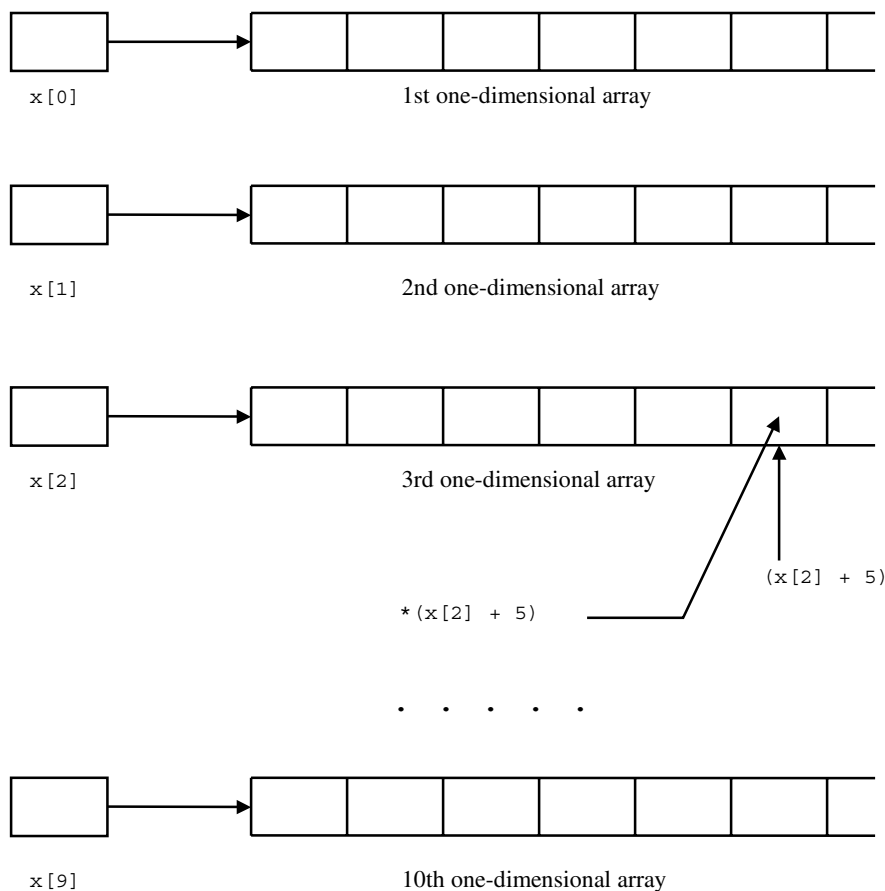 x[0]
1st one-dimensional array
x[1]
2nd one-dimensional array
x[2]
3rd one-dimensional array
(x[2] + 5)
*(x[2] + 5)
. . . . .
x[9]
10th one-dimensional array